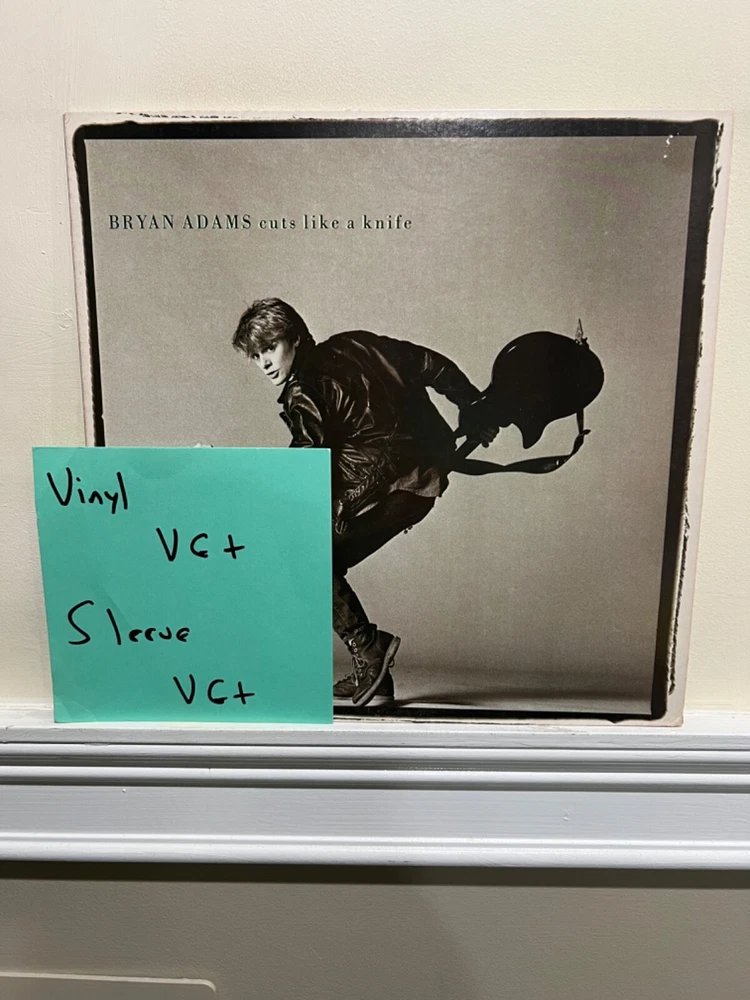 BRYAN ADAMS cuts like a knife
Vinyl
VG+
Sleeve
VG+